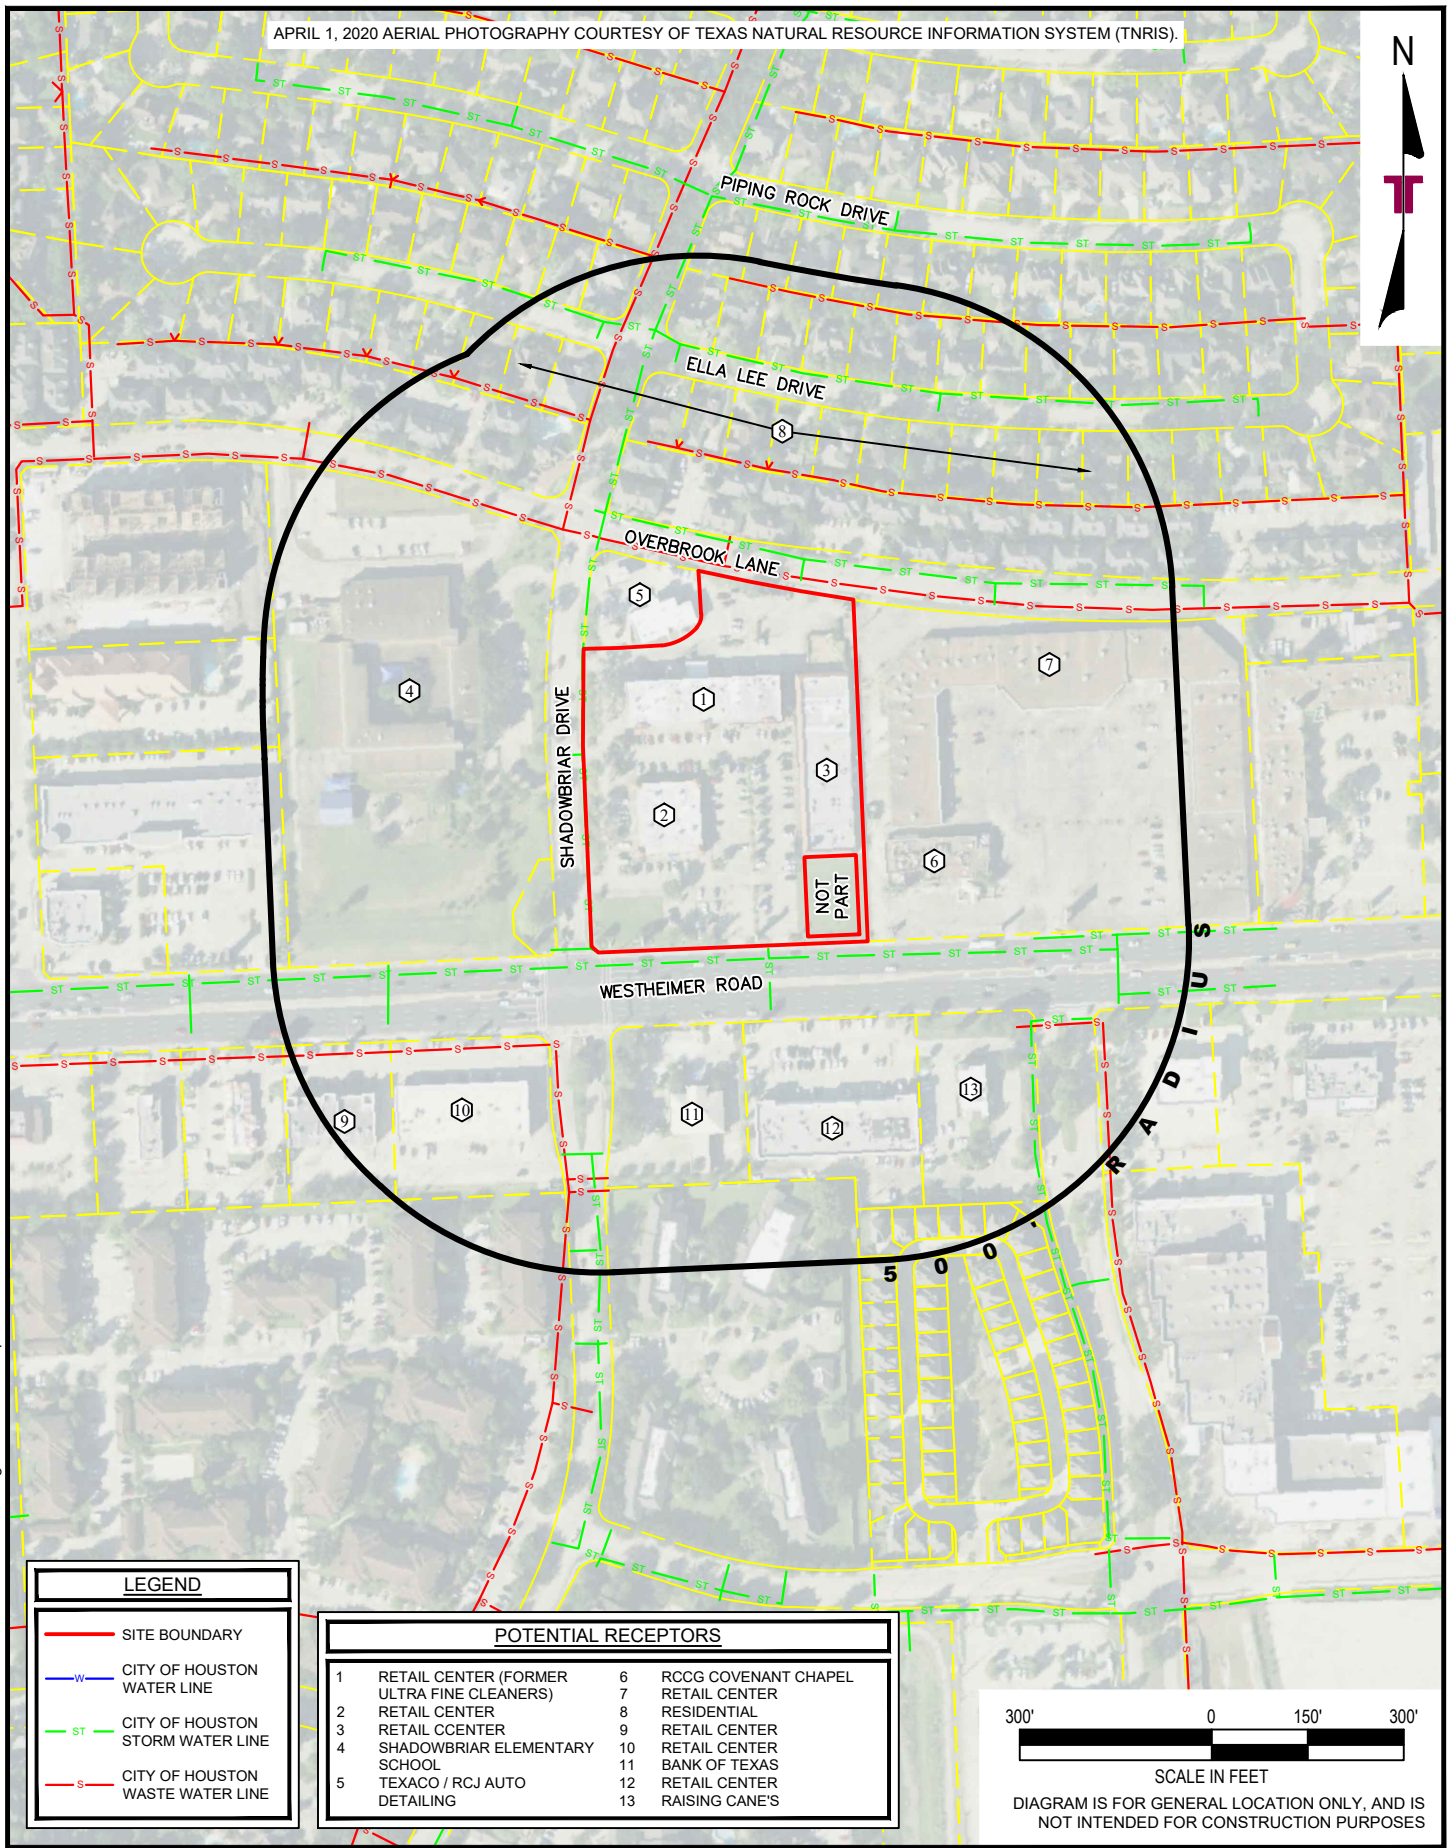 APRIL 1, 2020 AERIAL PHOTOGRAPHY COURTESY OF TEXAS NATURAL RESOURCE INFORMATION SYSTEM (TNRIS).
N
PIPING ROCK DRIVE
ELLA LEE DRIVE
8
OVERBROOK LANE
5
7
4
1
SHADOWBRIAR DRIVE
3
2
6
NOT
PART
WESTHEIMER ROAD
13
10
9
11
12
500' RADIUS
LEGEND
SITE BOUNDARY
W
CITY OF HOUSTON
WATER LINE
ST
CITY OF HOUSTON
STORM WATER LINE
S
CITY OF HOUSTON
WASTE WATER LINE
POTENTIAL RECEPTORS
1 RETAIL CENTER (FORMER
ULTRA FINE CLEANERS)
2 RETAIL CENTER
3 RETAIL CCENTER
4 SHADOWBRIAR ELEMENTARY
SCHOOL
5 TEXACO / RCJ AUTO
DETAILING
6 RCCG COVENANT CHAPEL
7 RETAIL CENTER
8 RESIDENTIAL
9 RETAIL CENTER
10 RETAIL CENTER
11 BANK OF TEXAS
12 RETAIL CENTER
13 RAISING CANE'S
300' 0 150' 300'
SCALE IN FEET
DIAGRAM IS FOR GENERAL LOCATION ONLY, AND IS
NOT INTENDED FOR CONSTRUCTION PURPOSES